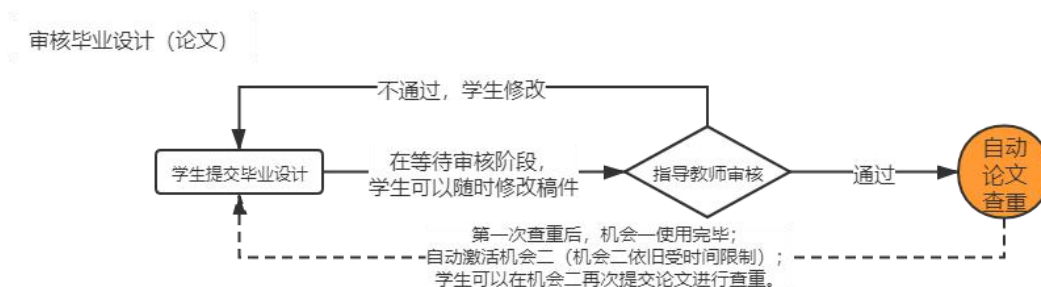 审核毕业设计（论文）
不通过，学生修改
学生提交毕业设计
在等待审核阶段，
学生可以随时修改稿件
指导教师审核
通过
自动
论文
查重
第一次查重后，机会一使用完毕；
自动激活机会二（机会二依旧受时间限制）；
学生可以在机会二再次提交论文进行查重。